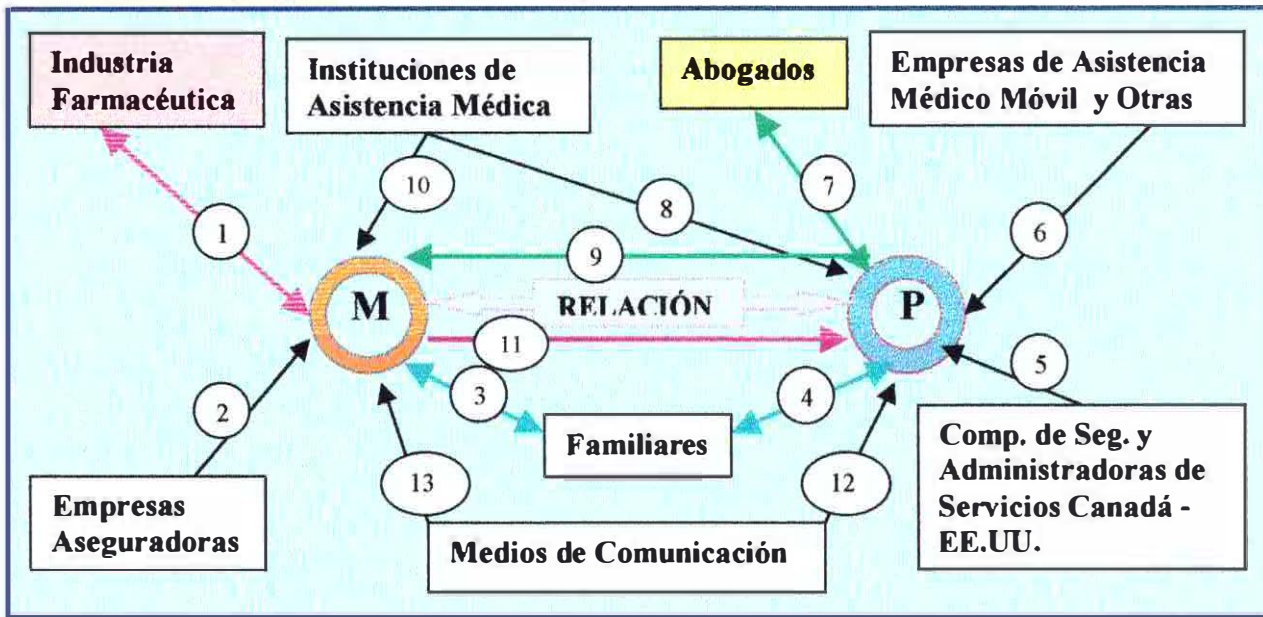 Industria
Farmacéutica
Instituciones de
Asistencia Médica
Abogados
Empresas de Asistencia
Médico Móvil y Otras
10
7
8
1
6
9
M
RELACIÓN
P
11
5
3
4
2
Familiares
Comp. de Seg. y
Administradoras de
Servicios Canadá -
EE.UU.
13
12
Empresas
Aseguradoras
Medios de Comunicación